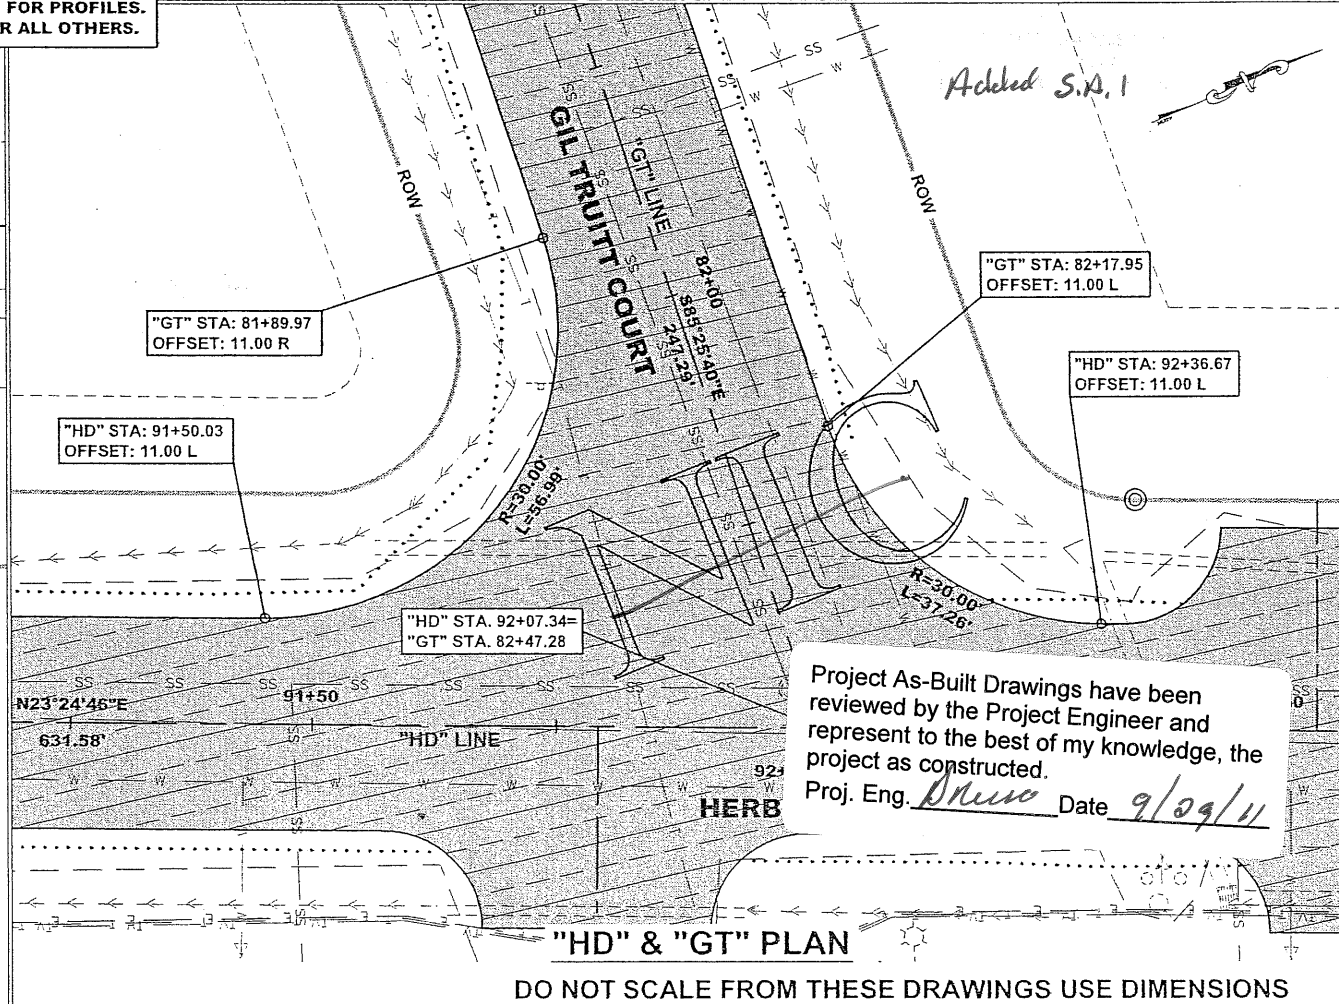 FOR PROFILES.
R ALL OTHERS.
Added S.A. 1
GIL TRUITT COURT
"GT" LINE
82+00
S85°25'40"E
247.29'
ROW
ROW
"GT" STA: 82+17.95
OFFSET: 11.00 L
"GT" STA: 81+89.97
OFFSET: 11.00 R
"HD" STA: 92+36.67
OFFSET: 11.00 L
"HD" STA: 91+50.03
OFFSET: 11.00 L
R=30.00'
L=56.99'
R=30.00'
L=37.26'
"HD" STA. 92+07.34=
"GT" STA. 82+47.28
N23°24'46"E
631.58'
91+50
"HD" LINE
92+
HERB
Project As-Built Drawings have been
reviewed by the Project Engineer and
represent to the best of my knowledge, the
project as constructed.
Proj. Eng. Date 9/29/11
"HD" & "GT" PLAN
DO NOT SCALE FROM THESE DRAWINGS USE DIMENSIONS